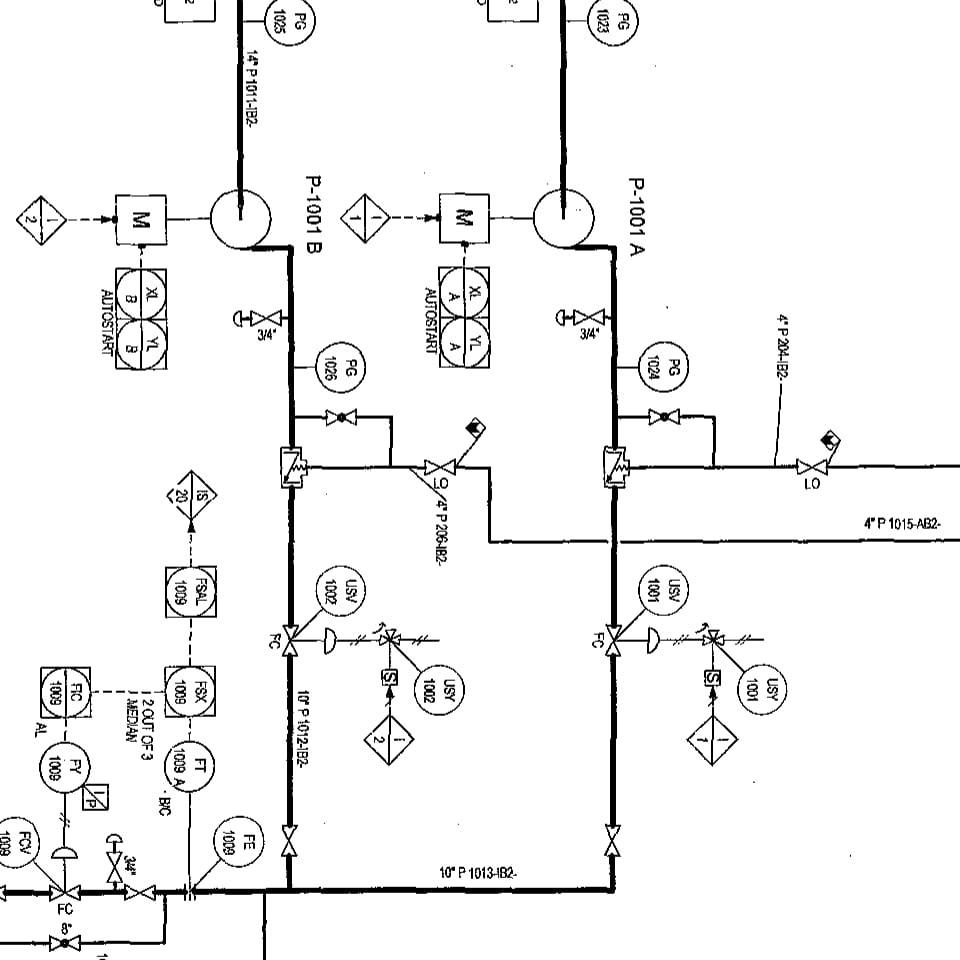 PG
1025
PG
1023
14" P 1011-IB2-
P-1001 B
P-1001 A
I
2
M
I
1
M
XL
B
YL
B
AUTOSTART
XL
A
YL
A
AUTOSTART
3/4"
3/4"
4" P 204-IB2-
PG
1026
PG
1024
LO
LO
IS
20
4" P 206-IB2-
4" P 1015-AB2-
FSAL
1009
USV
1002
USV
1001
FC
FC
FIC
1009
FSX
1009
S
USY
1002
S
USY
1001
AL
2 OUT OF 3
MEDIAN
10" P 1012-IB2-
I
2
I
1
FY
1009
I/P
FT
1009 A
B/C
FCV
1009
3/4"
FE
1009
10" P 1013-IB2-
FC
8"